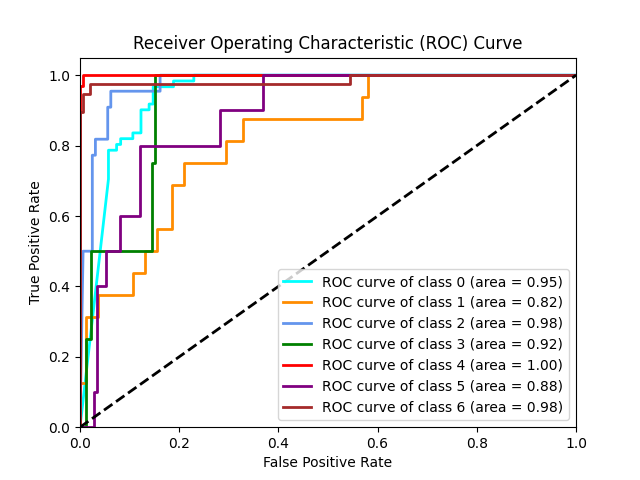 Receiver Operating Characteristic (ROC) Curve
True Positive Rate
1.0
0.8
0.6
0.4
0.2
0.0
ROC curve of class 0 (area = 0.95)
ROC curve of class 1 (area = 0.82)
ROC curve of class 2 (area = 0.98)
ROC curve of class 3 (area = 0.92)
ROC curve of class 4 (area = 1.00)
ROC curve of class 5 (area = 0.88)
ROC curve of class 6 (area = 0.98)
0.0 0.2 0.4 0.6 0.8 1.0
False Positive Rate